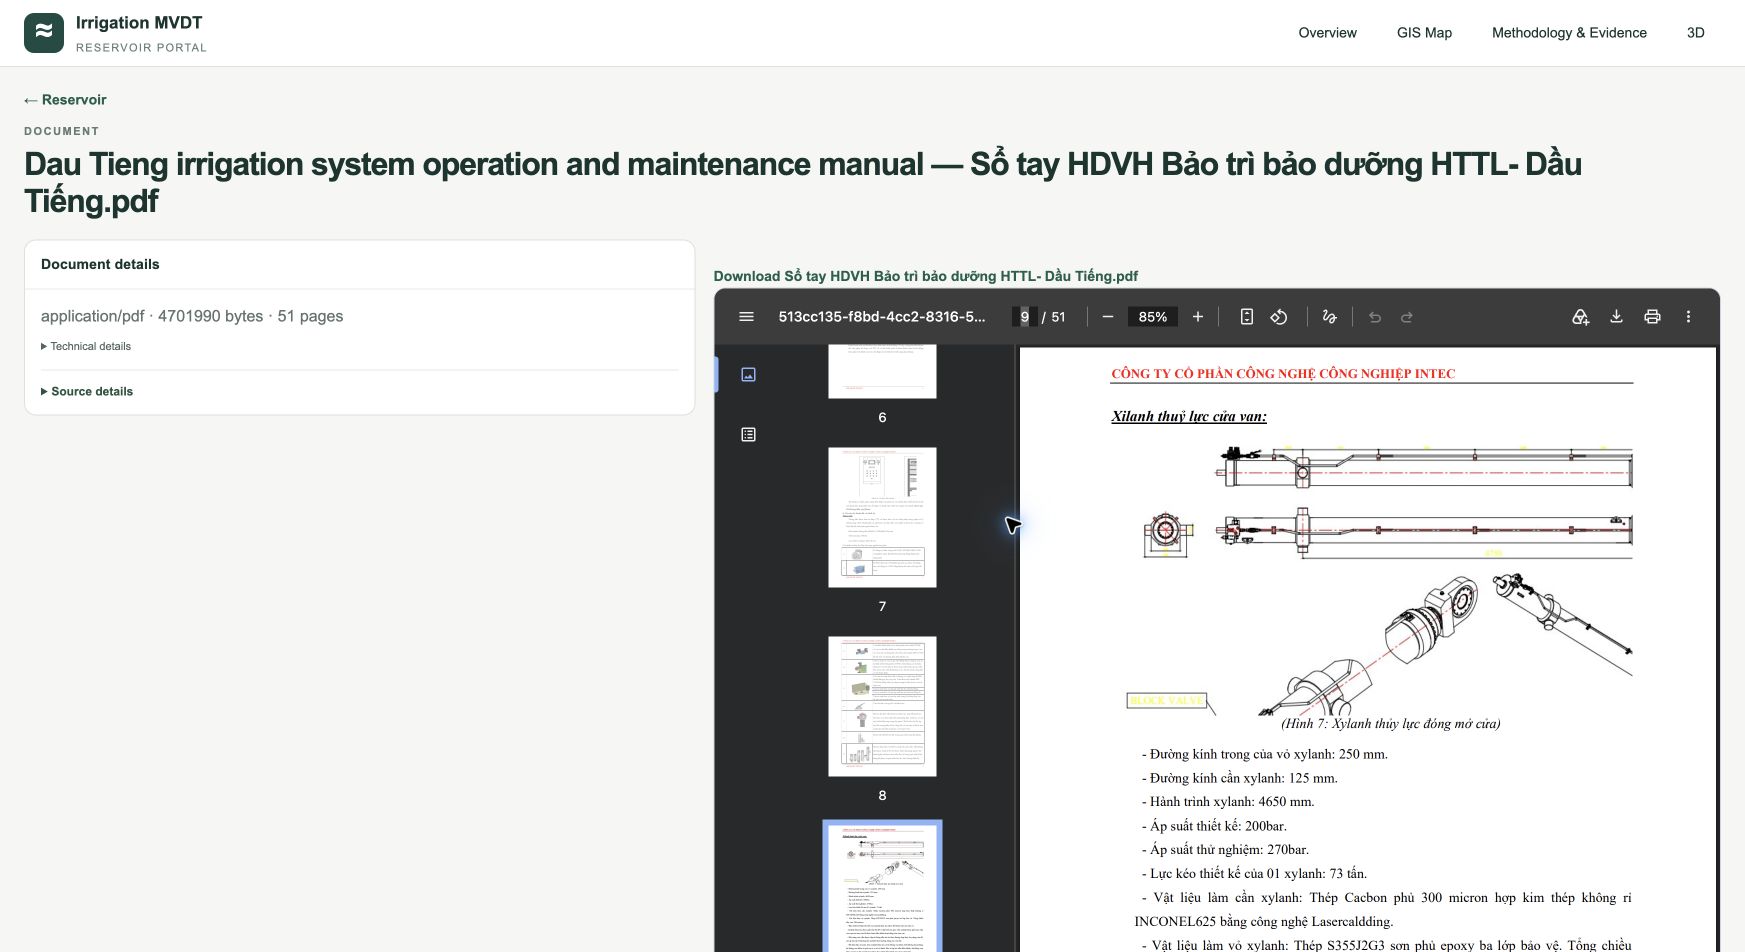 Irrigation MVDT
RESERVOIR PORTAL
Overview
GIS Map
Methodology & Evidence
3D
← Reservoir
DOCUMENT
Dau Tieng irrigation system operation and maintenance manual — Sổ tay HDVH Bảo trì bảo dưỡng HTTL- Dầu
Tiếng.pdf
Document details
application/pdf · 4701990 bytes · 51 pages
Technical details
Source details
Download Sổ tay HDVH Bảo trì bảo dưỡng HTTL- Dầu Tiếng.pdf
513cc135-f8bd-4cc2-8316-5...
9 / 51
85%
6
7
8
CÔNG TY CỔ PHẦN CÔNG NGHỆ CÔNG NGHIỆP INTEC
Xilanh thuỷ lực cửa van:
BLOCK VALVE
(Hình 7: Xylanh thủy lực đóng mở cửa)
- Đường kính trong của vỏ xylanh: 250 mm.
- Đường kính cần xylanh: 125 mm.
- Hành trình xylanh: 4650 mm.
- Áp suất thiết kế: 200bar.
- Áp suất thử nghiệm: 270bar.
- Lực kéo thiết kế của 01 xylanh: 73 tấn.
- Vật liệu làm cần xylanh: Thép Cacbon phủ 300 micron hợp kim thép không rỉ
INCONEL625 bằng công nghệ Lasercaldding.
- Vật liệu làm vỏ xylanh: Thép S355J2G3 sơn phủ epoxy ba lớp bảo vệ. Tổng chiều